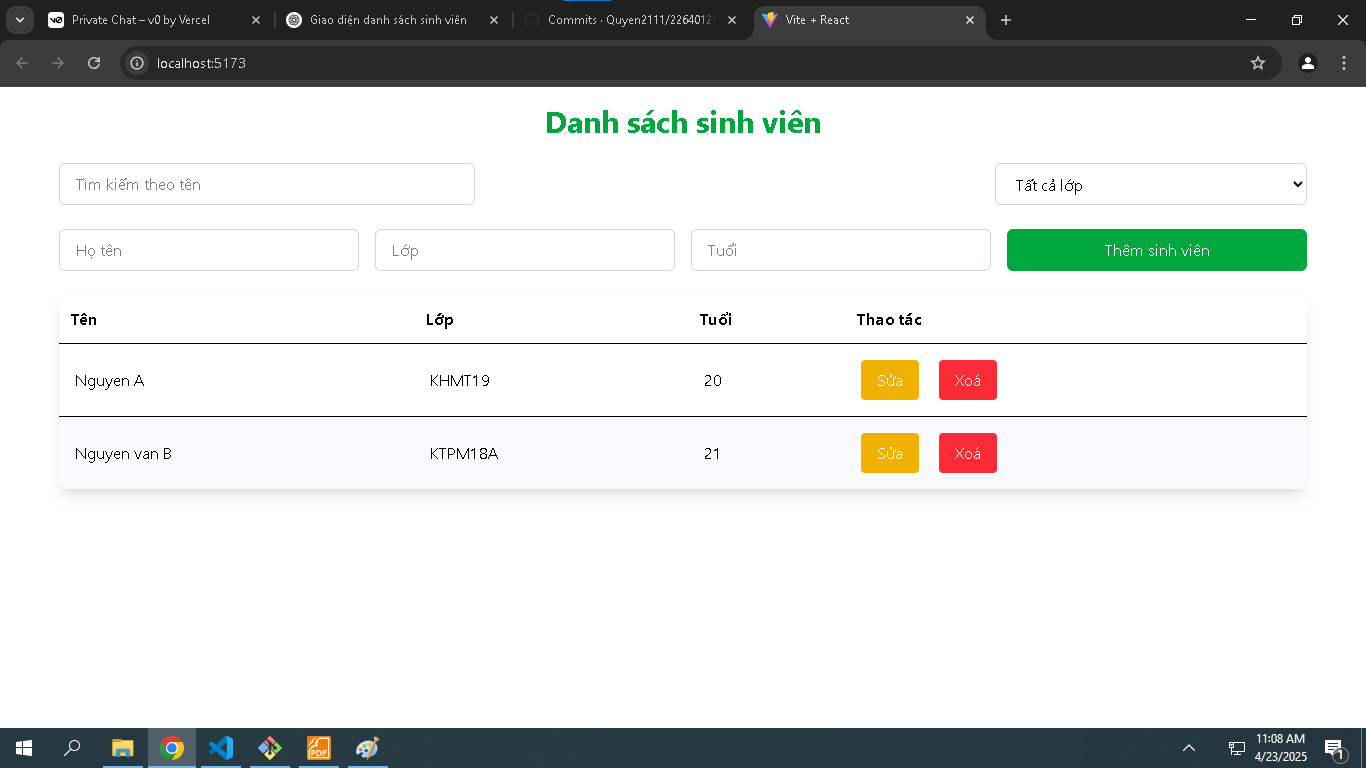 Private Chat – v0 by Vercel
Giao diện danh sách sinh viên
Commits · Quyen2111/2264012
Vite + React
localhost:5173
Danh sách sinh viên
Tìm kiếm theo tên
Tất cả lớp
Họ tên
Lớp
Tuổi
Thêm sinh viên
Tên Lớp Tuổi Thao tác
Nguyen A KHMT19 20 Sửa Xoá
Nguyen van B KTPM18A 21 Sửa Xoá
PDF
11:08 AM
4/23/2025
1